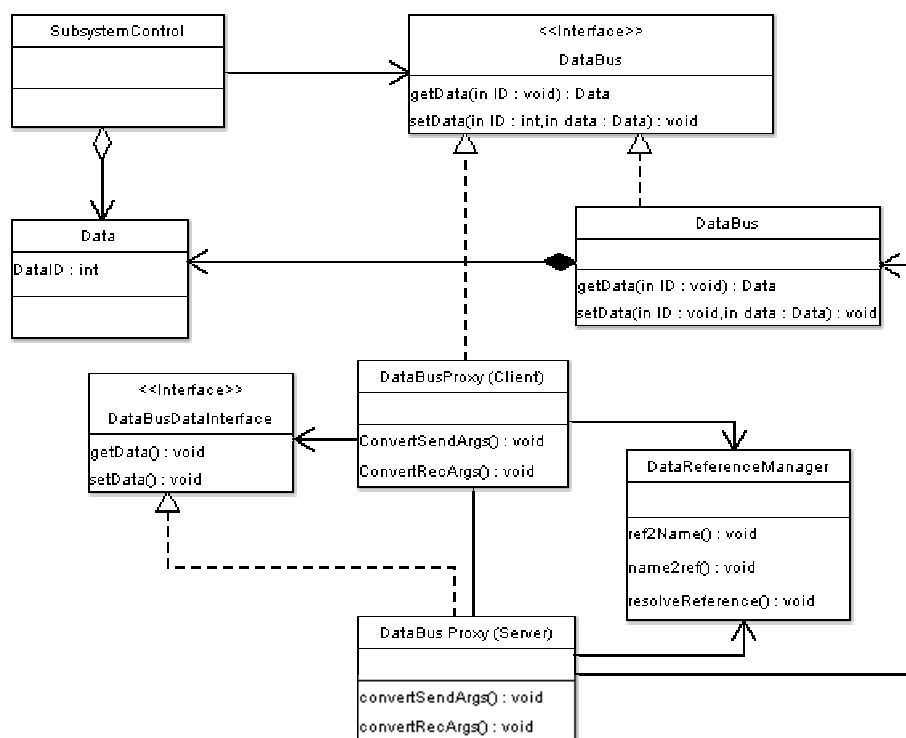 SubsystemControl
<<Interface>>
DataBus
getData(in ID : void) : Data
setData(in ID : int,in data : Data) : void
Data
DataID : int
DataBus
getData(in ID : void) : Data
setData(in ID : void,in data : Data) : void
<<Interface>>
DataBusDataInterface
getData() : void
setData() : void
DataBusProxy (Client)
ConvertSendArgs() : void
ConvertRecArgs() : void
DataReferenceManager
ref2Name() : void
name2ref() : void
resolveReference() : void
DataBus Proxy (Server)
convertSendArgs() : void
convertRecArgs() : void